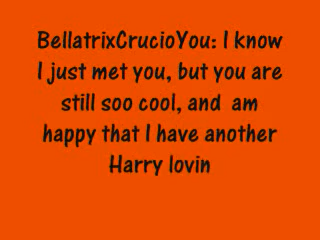 BellatrixCrucioYou: I know
I just met you, but you are
still soo cool, and  am
happy that I have another
Harry lovin